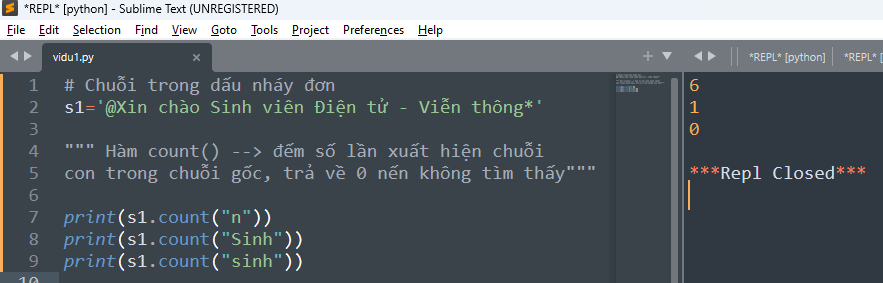 *REPL* [python] - Sublime Text (UNREGISTERED)
File Edit Selection Find View Goto Tools Project Preferences Help
vidu1.py × + ▼ *REPL* [python] *REPL* [
1 # Chuỗi trong dấu nháy đơn
2 s1='@Xin chào Sinh viên Điện tử - Viễn thông*'
3
4 """ Hàm count() --> đếm số lần xuất hiện chuỗi
5 con trong chuỗi gốc, trả về 0 nến không tìm thấy"""
6
7 print(s1.count("n"))
8 print(s1.count("Sinh"))
9 print(s1.count("sinh"))
10
6
1
0
***Repl Closed***